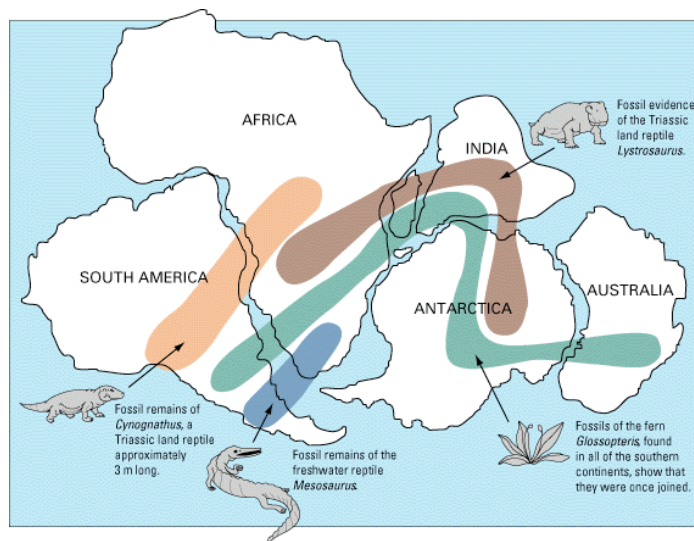 AFRICA
INDIA
Fossil evidence
of the Triassic
land reptile
Lystrosaurus.
SOUTH AMERICA
ANTARCTICA
AUSTRALIA
Fossil remains of
Cynognathus, a
Triassic land reptile
approximately
3 m long.
Fossil remains of the
freshwater reptile
Mesosaurus.
Fossils of the fern
Glossopteris, found
in all of the southern
continents, show that
they were once joined.